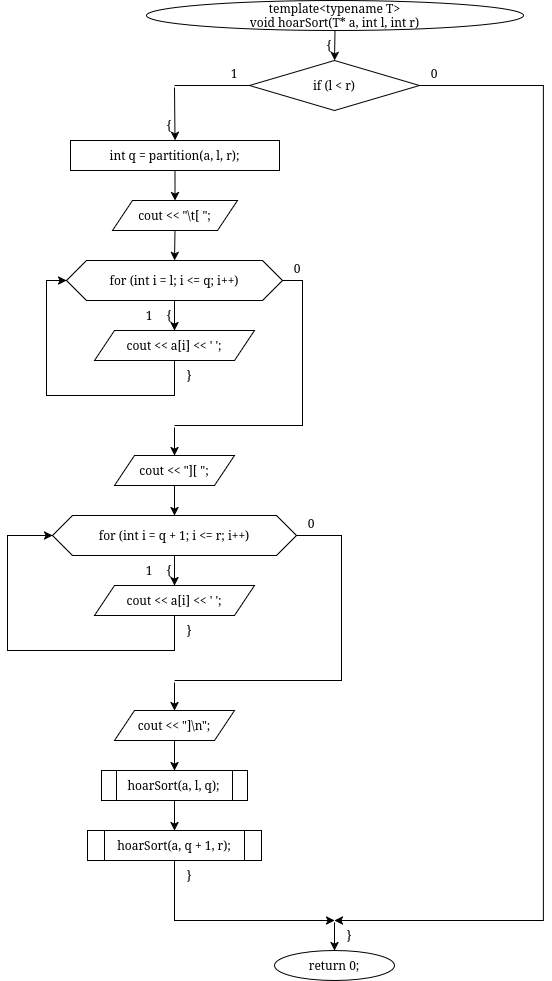 template<typename T>
void hoarSort(T* a, int l, int r)
{
1
if (l < r)
0
{
int q = partition(a, l, r);
cout << "\t[ ";
for (int i = l; i <= q; i++)
0
1
{
cout << a[i] << ' ';
}
cout << "][ ";
for (int i = q + 1; i <= r; i++)
0
1
{
cout << a[i] << ' ';
}
cout << "]\n";
hoarSort(a, l, q);
hoarSort(a, q + 1, r);
}
}
return 0;